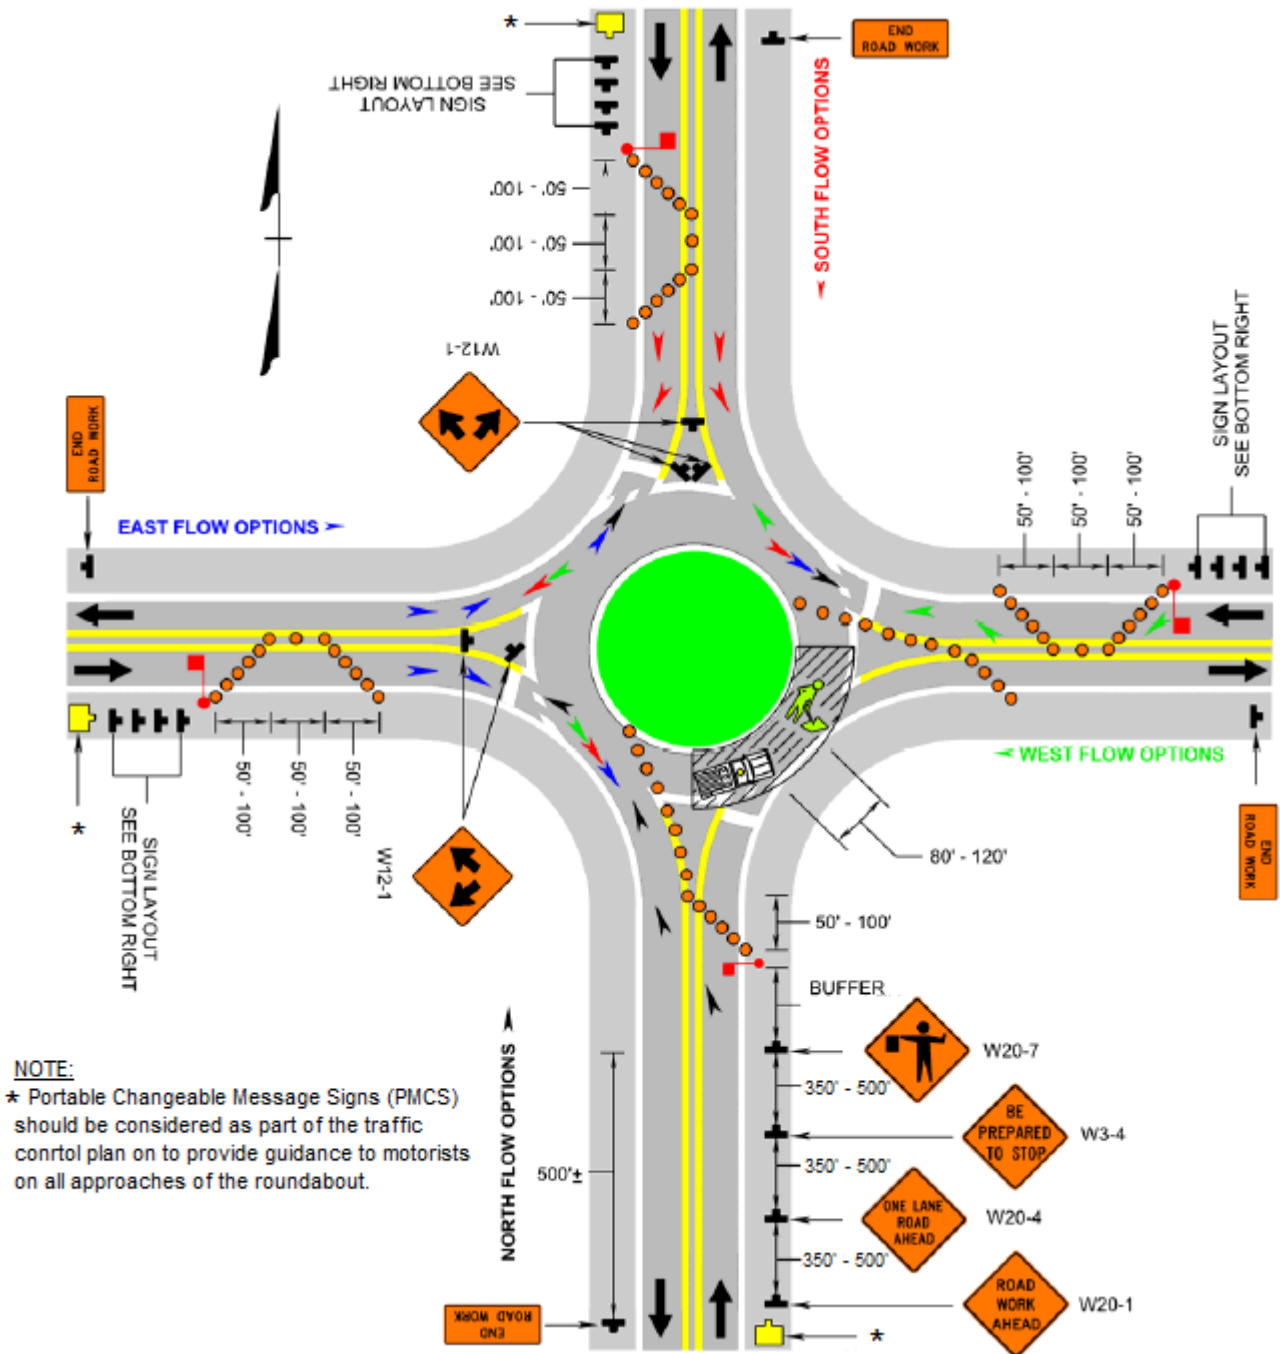 *
END
ROAD WORK
SIGN LAYOUT
SEE BOTTOM RIGHT
SOUTH FLOW OPTIONS
50' - 100'
50' - 100'
50' - 100'
W12-1
SIGN LAYOUT
SEE BOTTOM RIGHT
50' - 100'
50' - 100'
50' - 100'
END
ROAD WORK
EAST FLOW OPTIONS
WEST FLOW OPTIONS
*
50' - 100'
50' - 100'
50' - 100'
SIGN LAYOUT
SEE BOTTOM RIGHT
W12-1
END
ROAD WORK
80' - 120'
50' - 100'
BUFFER
W20-7
350' - 500'
BE
PREPARED
TO STOP
W3-4
350' - 500'
ONE LANE
ROAD
AHEAD
W20-4
350' - 500'
ROAD
WORK
AHEAD
W20-1
*
NORTH FLOW OPTIONS
500'±
END
ROAD WORK
NOTE:
* Portable Changeable Message Signs (PMCS)
should be considered as part of the traffic
conrtol plan on to provide guidance to motorists
on all approaches of the roundabout.